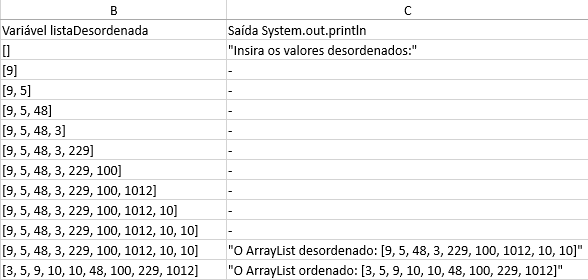 B C
Variável listaDesordenada Saída System.out.println
[] "Insira os valores desordenados:"
[9] -
[9, 5] -
[9, 5, 48] -
[9, 5, 48, 3] -
[9, 5, 48, 3, 229] -
[9, 5, 48, 3, 229, 100] -
[9, 5, 48, 3, 229, 100, 1012] -
[9, 5, 48, 3, 229, 100, 1012, 10] -
[9, 5, 48, 3, 229, 100, 1012, 10, 10] -
[9, 5, 48, 3, 229, 100, 1012, 10, 10] "O ArrayList desordenado: [9, 5, 48, 3, 229, 100, 1012, 10, 10]"
[3, 5, 9, 10, 10, 48, 100, 229, 1012] "O ArrayList ordenado: [3, 5, 9, 10, 10, 48, 100, 229, 1012]"